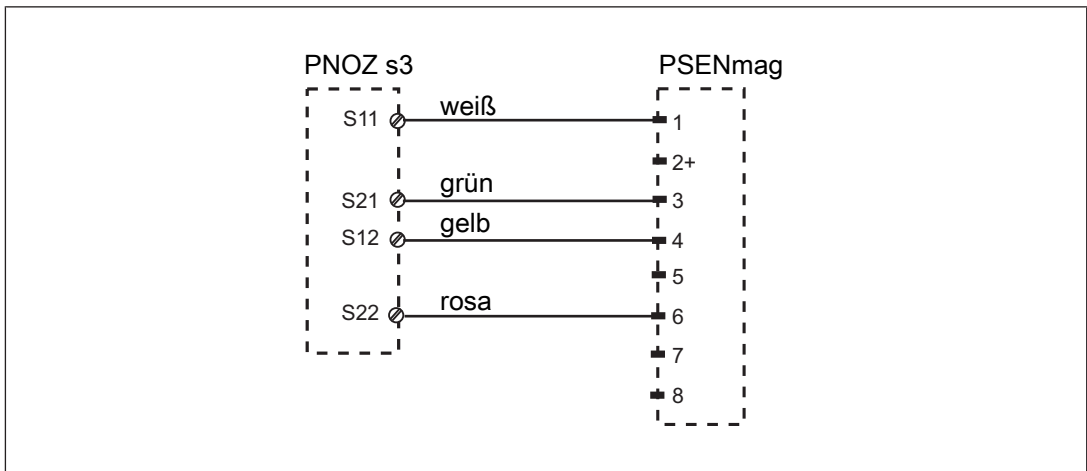 PNOZ s3 PSENmag
S11 weiß 1
2+
S21 grün 3
S12 gelb 4
5
S22 rosa 6
7
8